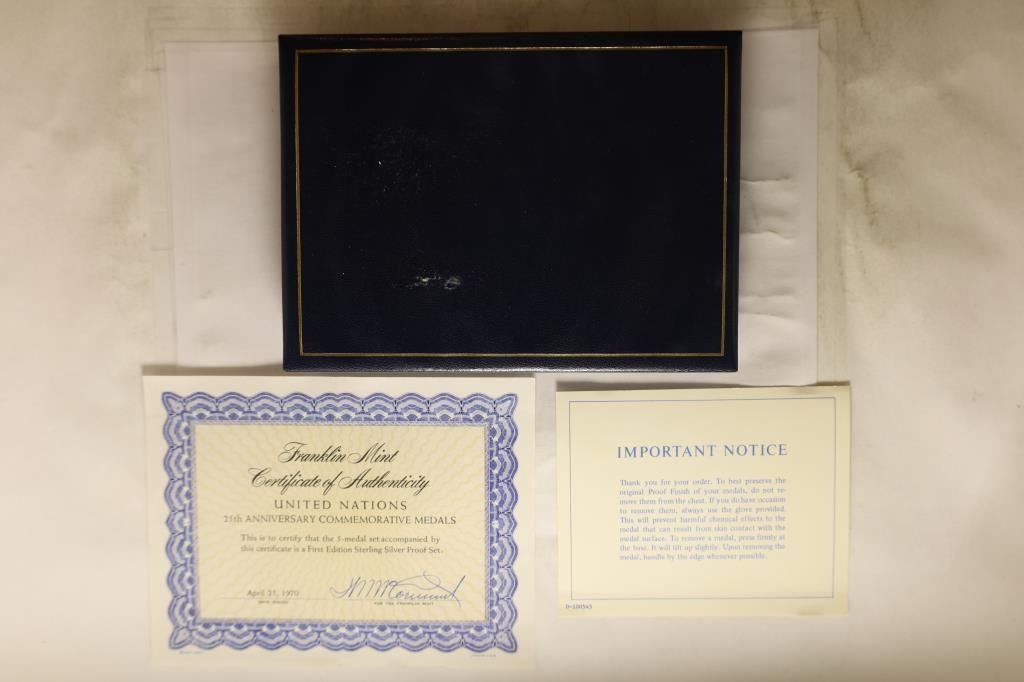 Franklin Mint
Certificate of Authenticity
UNITED NATIONS
25th ANNIVERSARY COMMEMORATIVE MEDALS
This is to certify that the 5-medal set accompanied by
this certificate is a First Edition Sterling Silver Proof Set.
April 25, 1970
FOR THE FRANKLIN MINT
IMPORTANT NOTICE
Thank you for your order. To best preserve the
original Proof Finish of your medals, do not re-
move them from the chest. If you do have occasion
to remove them, always use the glove provided.
This will prevent harmful chemical effects to the
medal that can result from skin contact with the
medal surface. To remove a medal, press firmly at
the base. It will tilt up slightly. Upon removing the
medal, handle by the edge whenever possible.